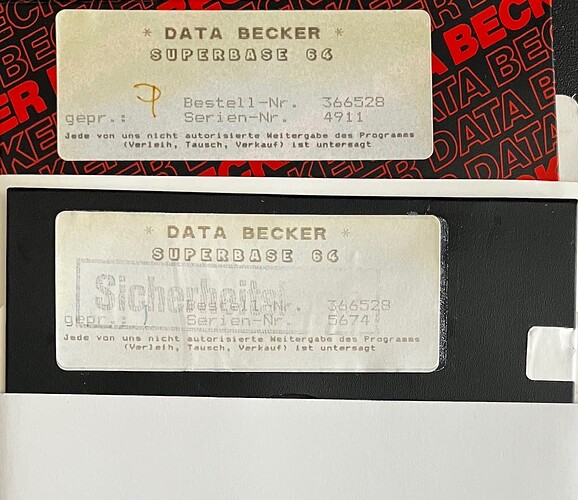 * DATA BECKER *
SUPERBASE 64
Bestell-Nr. 366528
gepr.: Serien-Nr. 4911
Jede von uns nicht autorisierte Weitergabe des Programms
(Verleih, Tausch, Verkauf) ist untersagt
* DATA BECKER *
SUPERBASE 64
Bestell-Nr. 366528
gepr.: Serien-Nr. 5674
Jede von uns nicht autorisierte Weitergabe des Programms
(Verleih, Tausch, Verkauf) ist untersagt